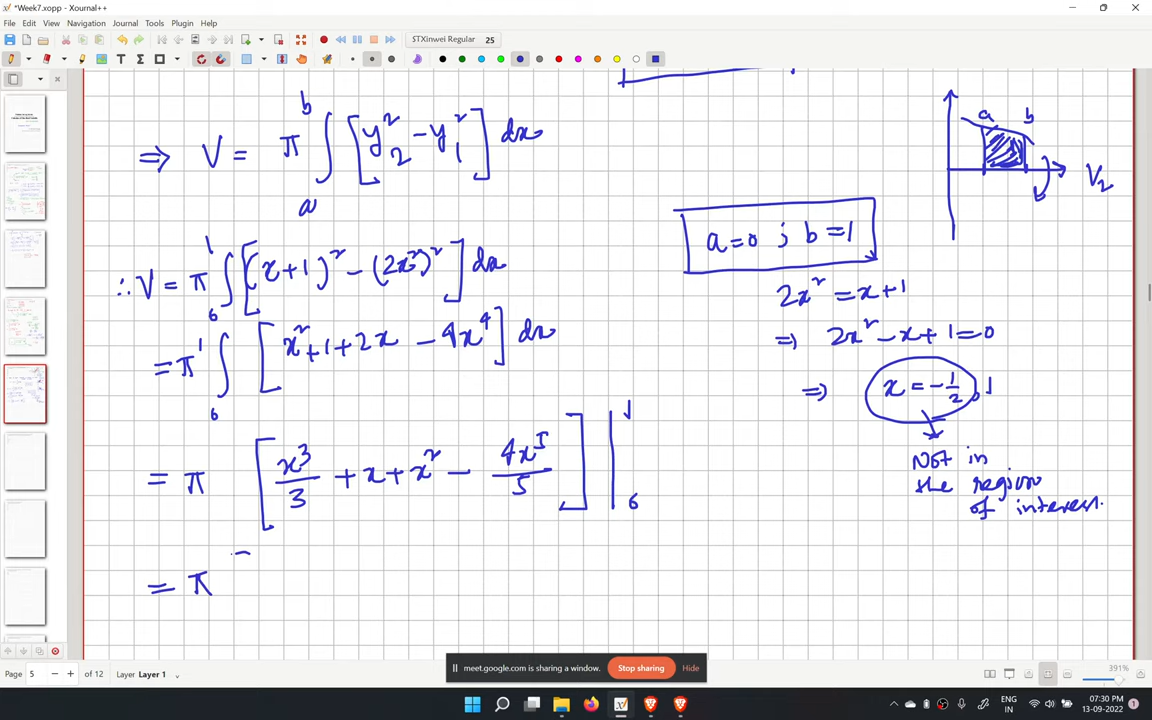 *Week7.xopp - Xournal++
File Edit View Navigation Journal Tools Plugin Help
STXinwei Regular 25
⇒ V = π ∫ₐᵇ [y₂² − y₁²] dx
a b
V₂
a=0 ; b=1
∴ V = π ∫₀¹ [(x+1)² − (2x²)²] dx
2x² = x+1
= π ∫₀¹ [x² + 1 + 2x − 4x⁴] dx
⇒ 2x² − x + 1 = 0
⇒ x = −1/2, 1
= π [x³/3 + x + x² − 4x⁵/5] |₀¹
Not in
the region
of interest.
= π
meet.google.com is sharing a window. Stop sharing Hide
Page 5 of 12 Layer Layer 1
391%
ENG
IN
07:30 PM
13-09-2022